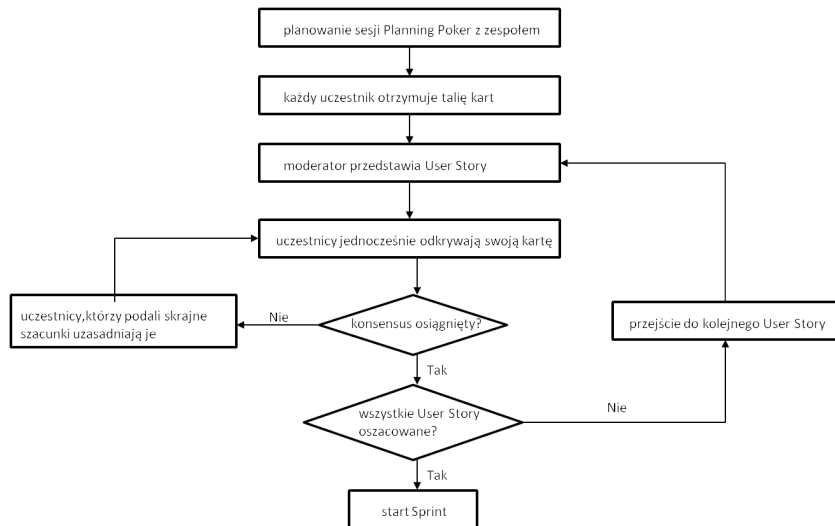 planowanie sesji Planning Poker z zespołem
każdy uczestnik otrzymuje talię kart
moderator przedstawia User Story
uczestnicy jednocześnie odkrywają swoją kartę
uczestnicy,którzy podali skrajne
szacunki uzasadniają je
Nie
konsensus osiągnięty?
przejście do kolejnego User Story
Tak
wszystkie User Story
oszacowane?
Nie
Tak
start Sprint